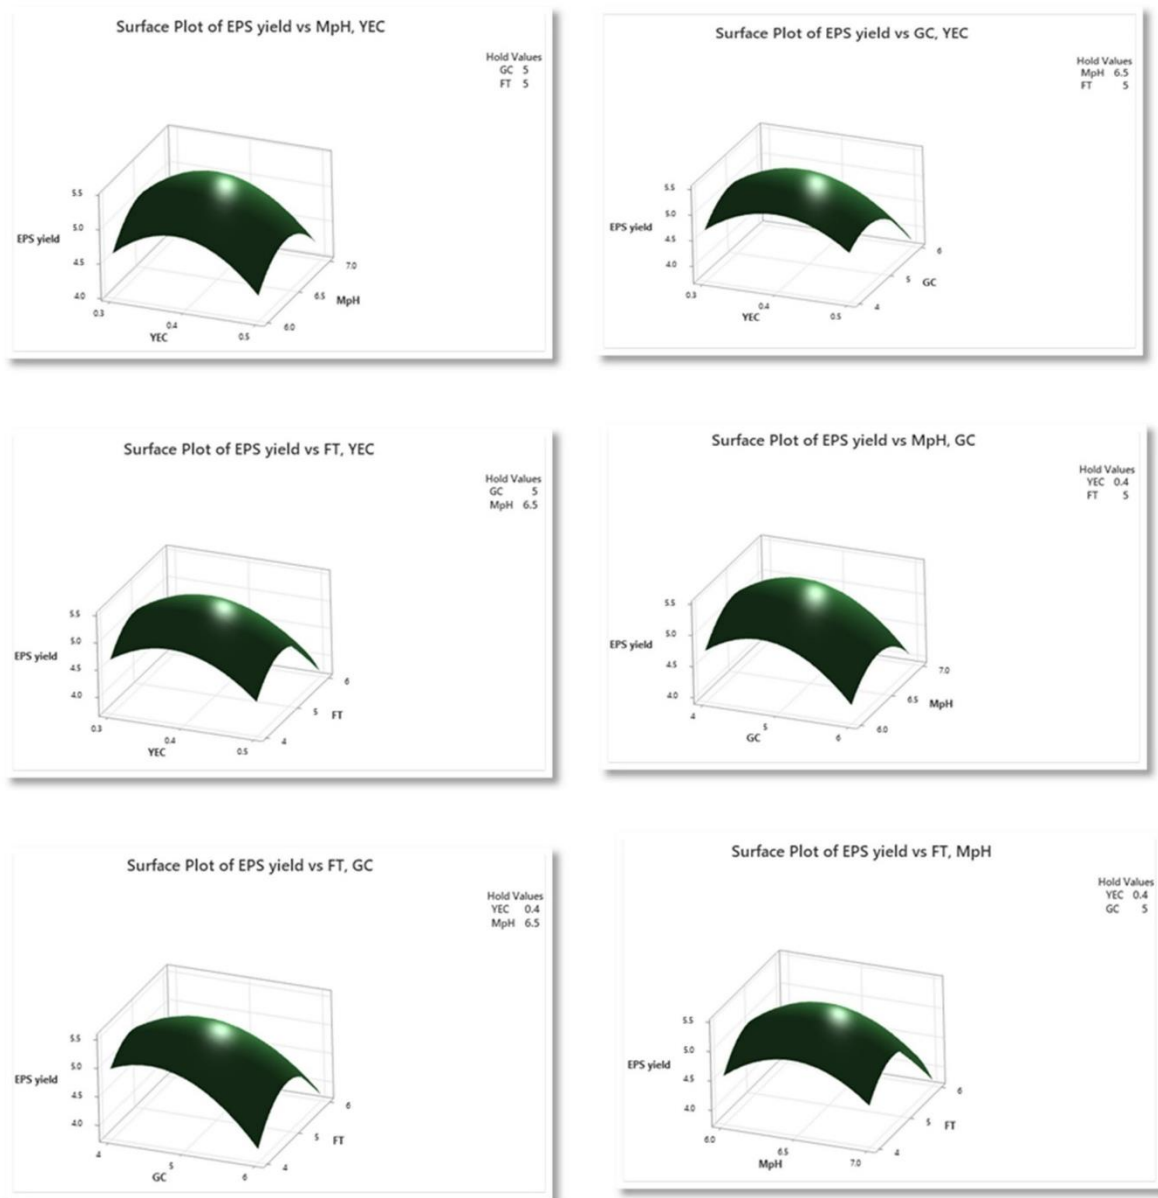 Surface Plot of EPS yield vs MpH, YEC
Hold Values
GC 5
FT 5
5.5
5.0
EPS yield
4.5
4.0
7.0
6.5
MpH
6.0
0.3
0.4
0.5
YEC
Surface Plot of EPS yield vs GC, YEC
Hold Values
MpH 6.5
FT 5
5.5
5.0
EPS yield
4.5
4.0
6
5
GC
4
0.3
0.4
0.5
YEC
Surface Plot of EPS yield vs FT, YEC
Hold Values
GC 5
MpH 6.5
5.5
5.0
EPS yield
4.5
4.0
6
5
FT
4
0.3
0.4
0.5
YEC
Surface Plot of EPS yield vs MpH, GC
Hold Values
YEC 0.4
FT 5
5.5
5.0
EPS yield
4.5
4.0
7.0
6.5
MpH
6.0
4
5
6
GC
Surface Plot of EPS yield vs FT, GC
Hold Values
YEC 0.4
MpH 6.5
5.5
5.0
EPS yield
4.5
4.0
6
5
FT
4
4
5
6
GC
Surface Plot of EPS yield vs FT, MpH
Hold Values
YEC 0.4
GC 5
5.5
5.0
EPS yield
4.5
4.0
6
5
FT
4
6.0
6.5
7.0
MpH